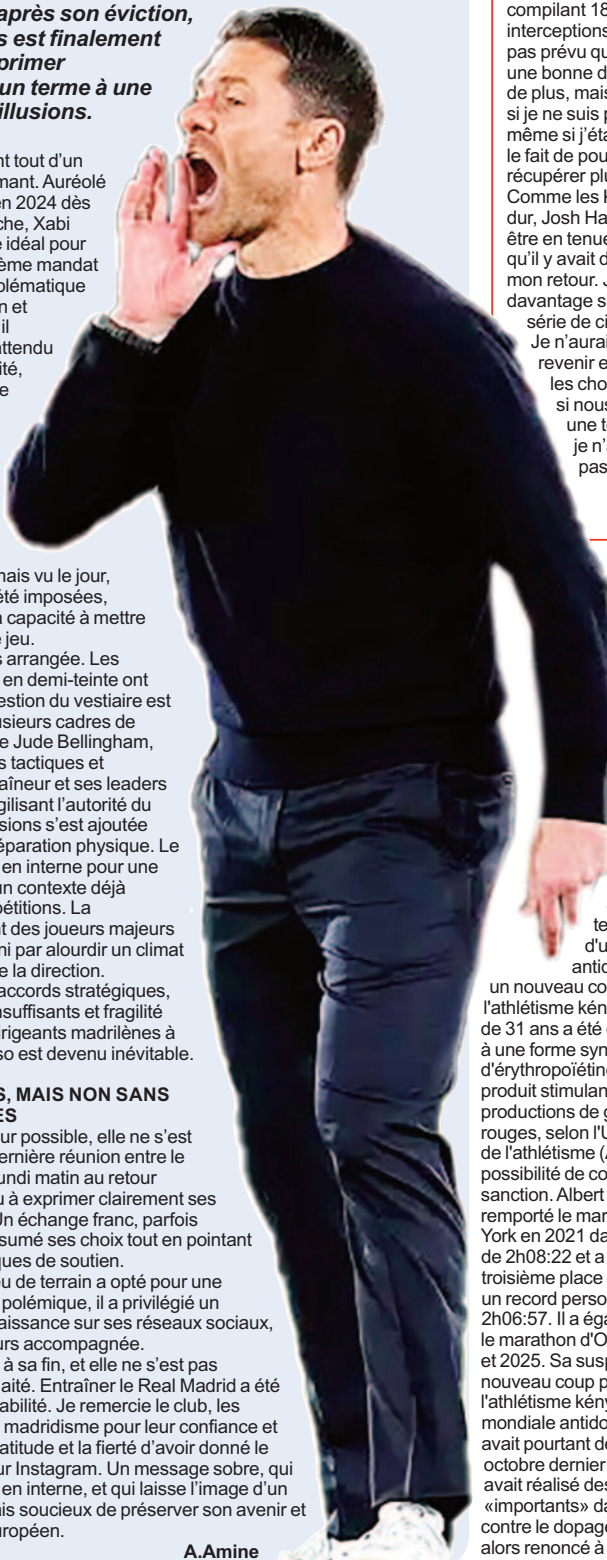 après son éviction,
s est finalement
primer
un terme à une
illusions.
nt tout d'un
mant. Auréolé
en 2024 dès
che, Xabi
e idéal pour
ème mandat
blématique
n et
il
attendu
ité,
e
mais vu le jour,
été imposées,
a capacité à mettre
e jeu.
s arrangée. Les
en demi-teinte ont
estion du vestiaire est
usieurs cadres de
e Jude Bellingham,
s tactiques et
aîneur et ses leaders
gilisant l'autorité du
sions s'est ajoutée
éparation physique. Le
en interne pour une
un contexte déjà
pétitions. La
nt des joueurs majeurs
ni par alourdir un climat
e la direction.
accords stratégiques,
nsuffisants et fragilité
irigeants madrilènes à
so est devenu inévitable.
S, MAIS NON SANS
ES
ur possible, elle ne s'est
ernière réunion entre le
undi matin au retour
u à exprimer clairement ses
Un échange franc, parfois
sumé ses choix tout en pointant
ques de soutien.
eu de terrain a opté pour une
polémique, il a privilégié un
aissance sur ses réseaux sociaux,
urs accompagnée.
à sa fin, et elle ne s'est pas
aité. Entraîner le Real Madrid a été
abilité. Je remercie le club, les
madridisme pour leur confiance et
atitude et la fierté d'avoir donné le
ur Instagram. Un message sobre, qui
en interne, et qui laisse l'image d'un
ais soucieux de préserver son avenir et
uropéen.
A.Amine
compilant 18
interceptions
pas prévu qu
une bonne d
de plus, mais
si je ne suis p
même si j'éta
le fait de pou
récupérer plu
Comme les K
dur, Josh Ha
être en tenue
qu'il y avait d
mon retour. J
davantage s
série de ci
Je n'aurai
revenir e
les cho
si nous
une te
je n'a
pas
te
d'u
antid
un nouveau co
l'athlétisme kén
de 31 ans a été
à une forme syn
d'érythropoïétine
produit stimulan
productions de g
rouges, selon l'U
de l'athlétisme (A
possibilité de co
sanction. Albert
remporté le mar
York en 2021 da
de 2h08:22 et a
troisième place
un record perso
2h06:57. Il a éga
le marathon d'O
et 2025. Sa susp
nouveau coup p
l'athlétisme kény
mondiale antido
avait pourtant de
octobre dernier
avait réalisé des
«importants» da
contre le dopage
alors renoncé à